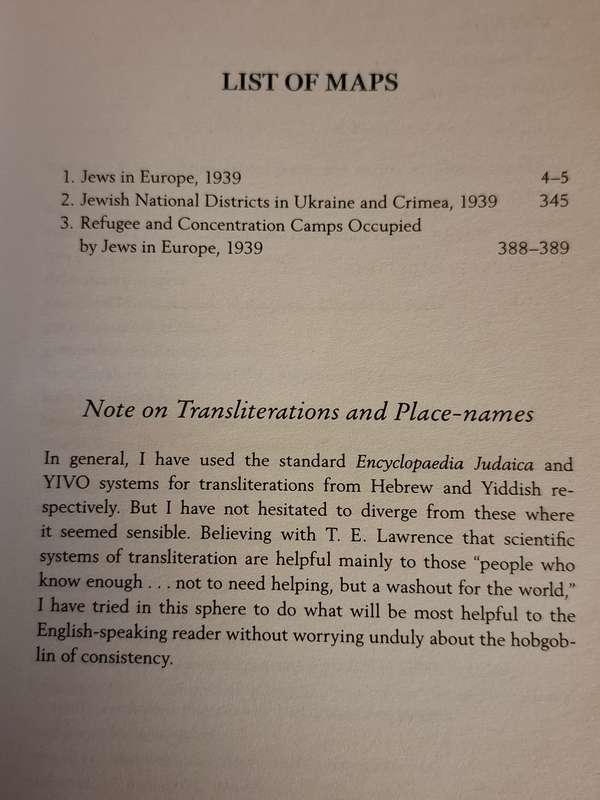 LIST OF MAPS
1. Jews in Europe, 1939 4–5
2. Jewish National Districts in Ukraine and Crimea, 1939 345
3. Refugee and Concentration Camps Occupied
by Jews in Europe, 1939 388–389
Note on Transliterations and Place-names
In general, I have used the standard Encyclopaedia Judaica and
YIVO systems for transliterations from Hebrew and Yiddish re-
spectively. But I have not hesitated to diverge from these where
it seemed sensible. Believing with T. E. Lawrence that scientific
systems of transliteration are helpful mainly to those “people who
know enough . . . not to need helping, but a washout for the world,”
I have tried in this sphere to do what will be most helpful to the
English-speaking reader without worrying unduly about the hobgob-
lin of consistency.